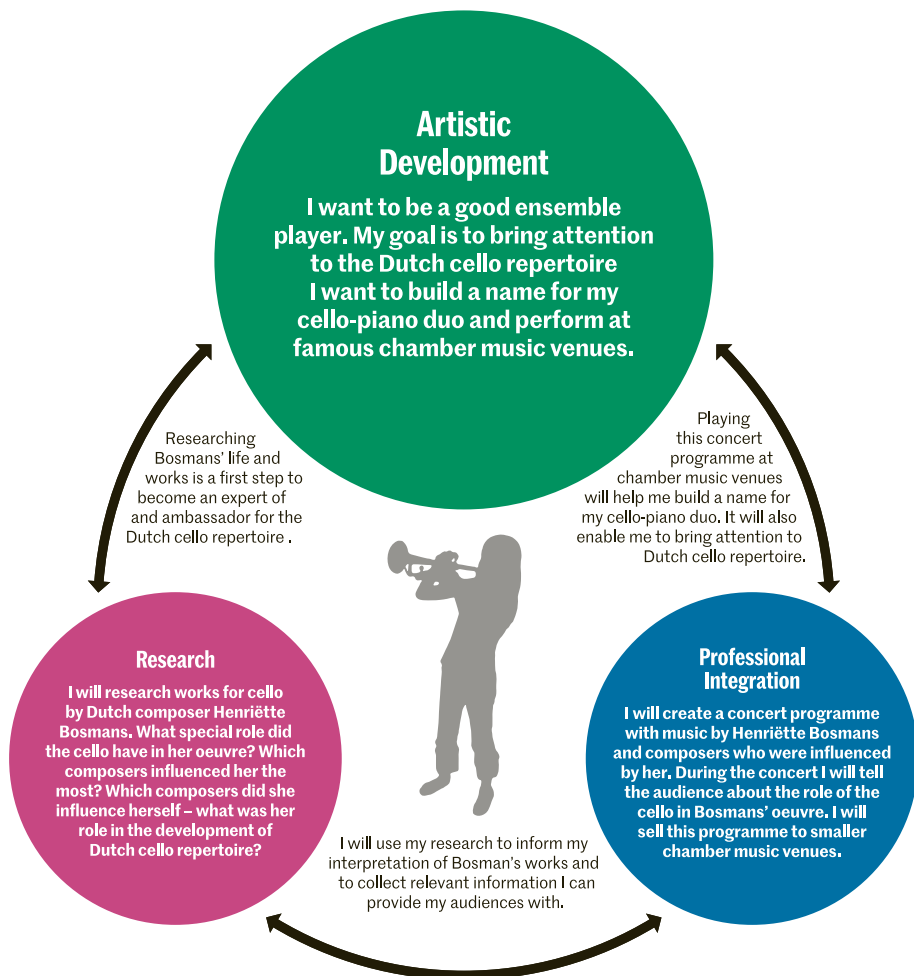 Artistic
Development
I want to be a good ensemble
player. My goal is to bring attention
to the Dutch cello repertoire
I want to build a name for my
cello-piano duo and perform at
famous chamber music venues.
Researching
Bosmans’ life and
works is a first step to
become an expert of
and ambassador for the
Dutch cello repertoire .
Playing
this concert
programme at
chamber music venues
will help me build a name for
my cello-piano duo. It will also
enable me to bring attention to
Dutch cello repertoire.
Research
I will research works for cello
by Dutch composer Henriëtte
Bosmans. What special role did
the cello have in her oeuvre? Which
composers influenced her the
most? Which composers did she
influence herself – what was her
role in the development of
Dutch cello repertoire?
Professional
Integration
I will create a concert programme
with music by Henriëtte Bosmans
and composers who were influenced
by her. During the concert I will tell
the audience about the role of the
cello in Bosmans’ oeuvre. I will
sell this programme to smaller
chamber music venues.
I will use my research to inform my
interpretation of Bosman’s works and
to collect relevant information I can
provide my audiences with.